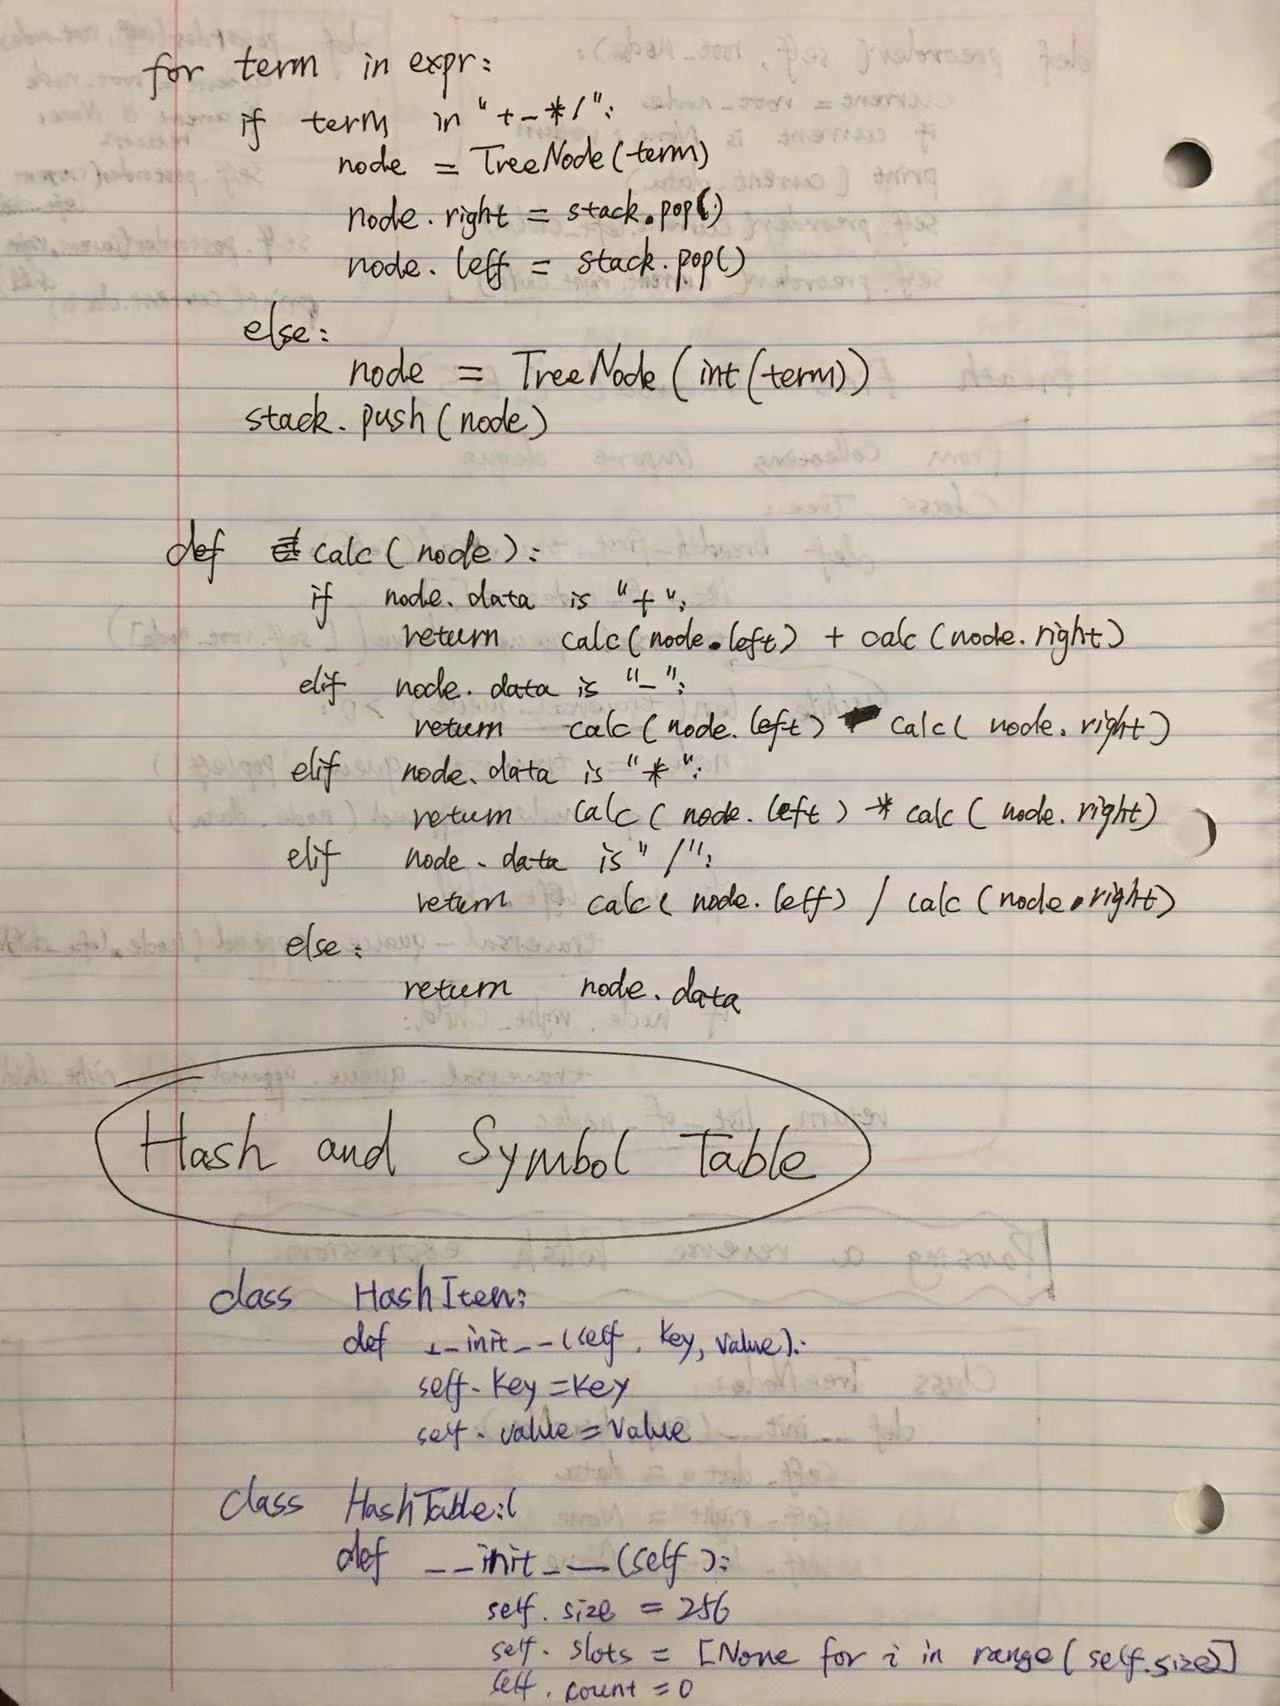 for term in expr:
if term in "+-*/":
node = TreeNode(term)
node.right = stack.pop()
node.left = stack.pop()
else:
node = TreeNode(int(term))
stack.push(node)
def calc(node):
if node.data is "+":
return calc(node.left) + calc(node.right)
elif node.data is "-":
return calc(node.left) - calc(node.right)
elif node.data is "*":
return calc(node.left) * calc(node.right)
elif node.data is "/":
return calc(node.left) / calc(node.right)
else:
return node.data
Hash and Symbol Table
class HashItem:
def __init__(self, key, value):
self.key = key
self.value = value
class HashTable:(
def __init__(self):
self.size = 256
self.slots = [None for i in range(self.size)]
self.count = 0